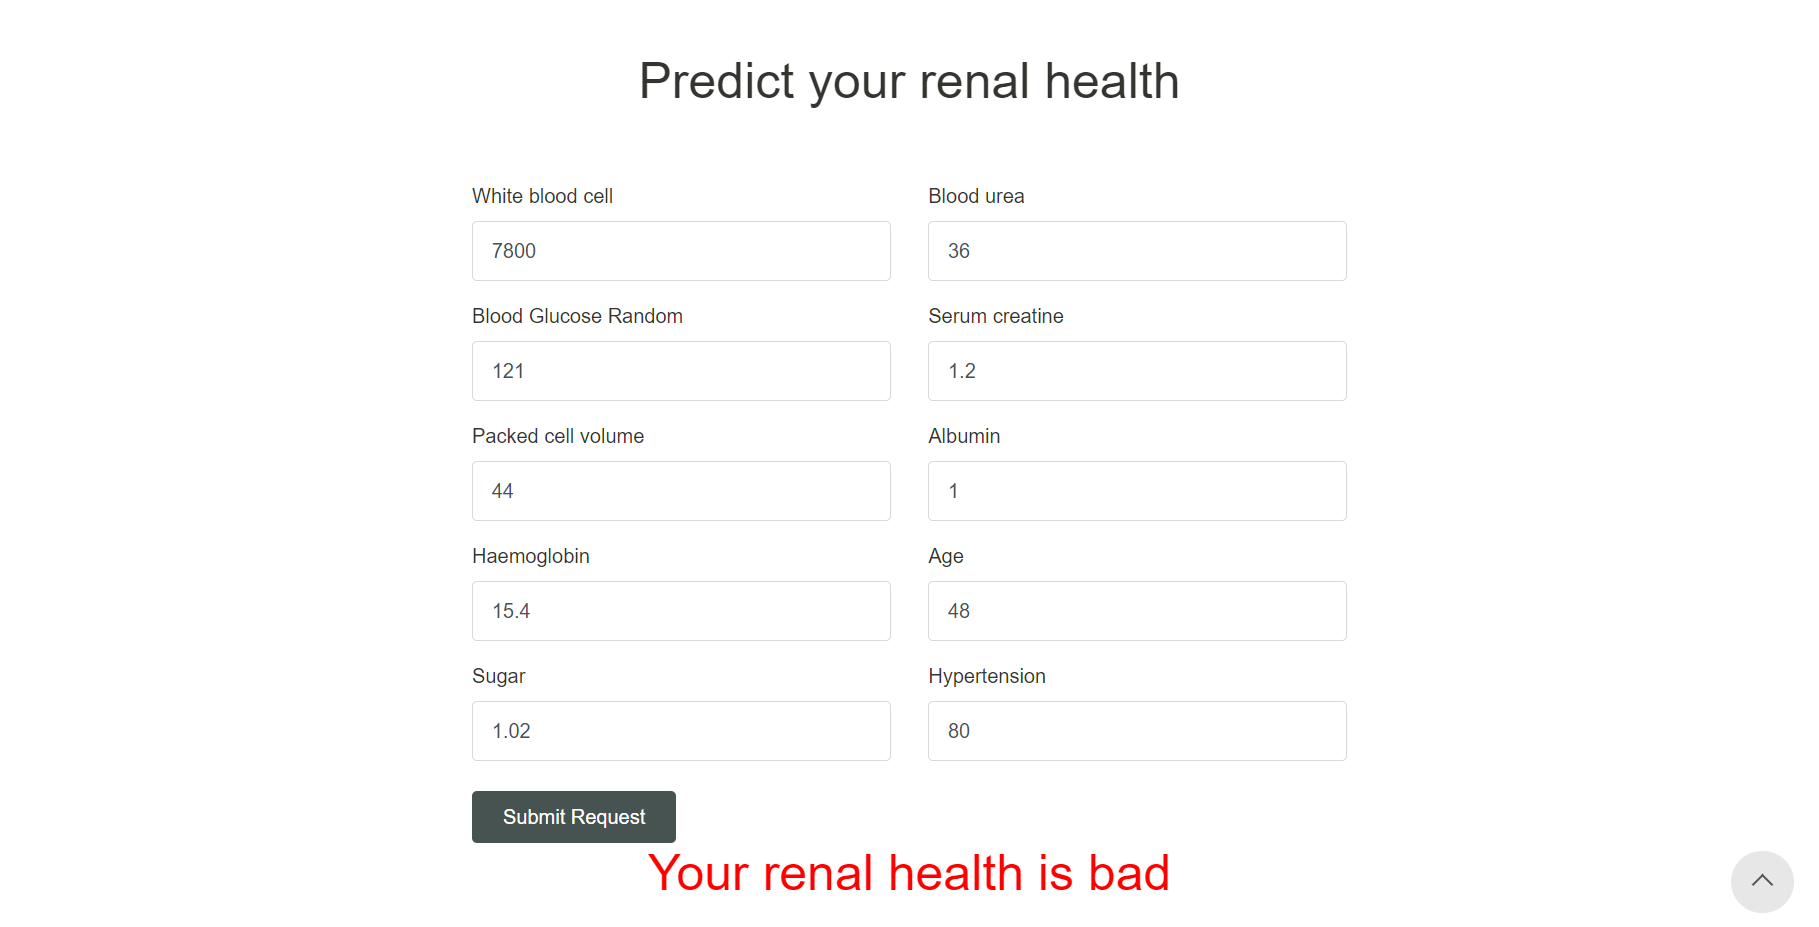 Predict your renal health
White blood cell
7800
Blood urea
36
Blood Glucose Random
121
Serum creatine
1.2
Packed cell volume
44
Albumin
1
Haemoglobin
15.4
Age
48
Sugar
1.02
Hypertension
80
Submit Request
Your renal health is bad